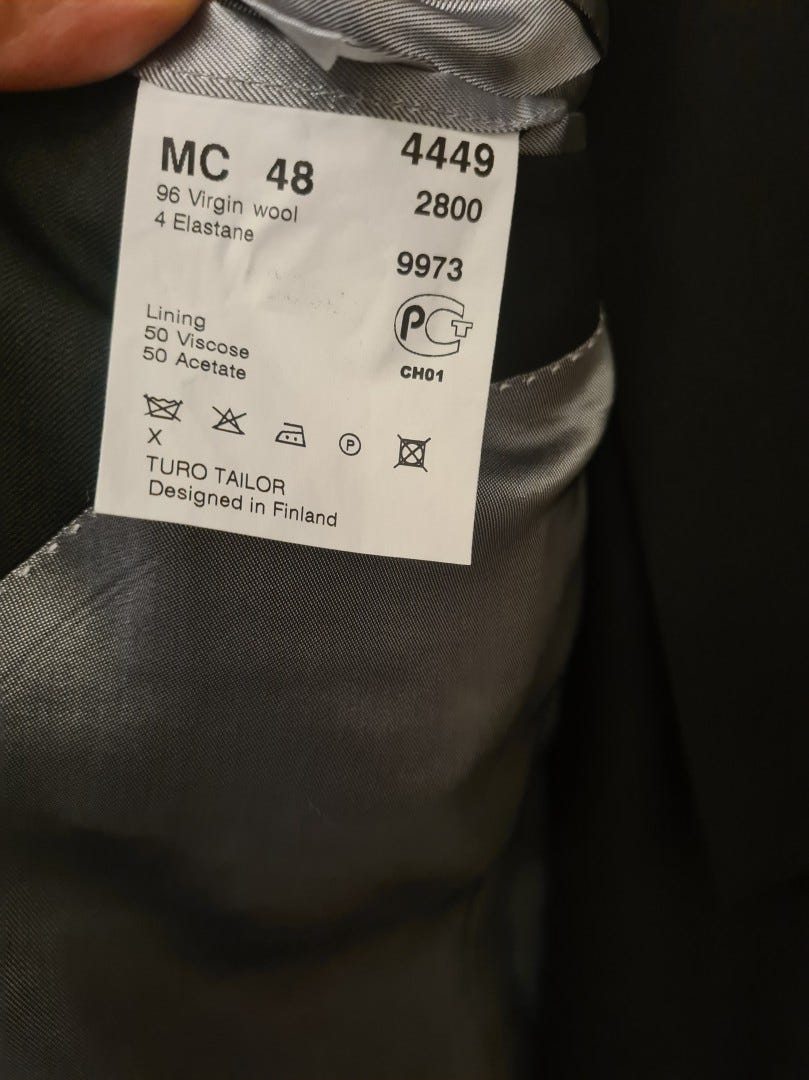 MC 48
96 Virgin wool
4 Elastane
4449
2800
9973
PCT
CH01
Lining
50 Viscose
50 Acetate
P
X
TURO TAILOR
Designed in Finland